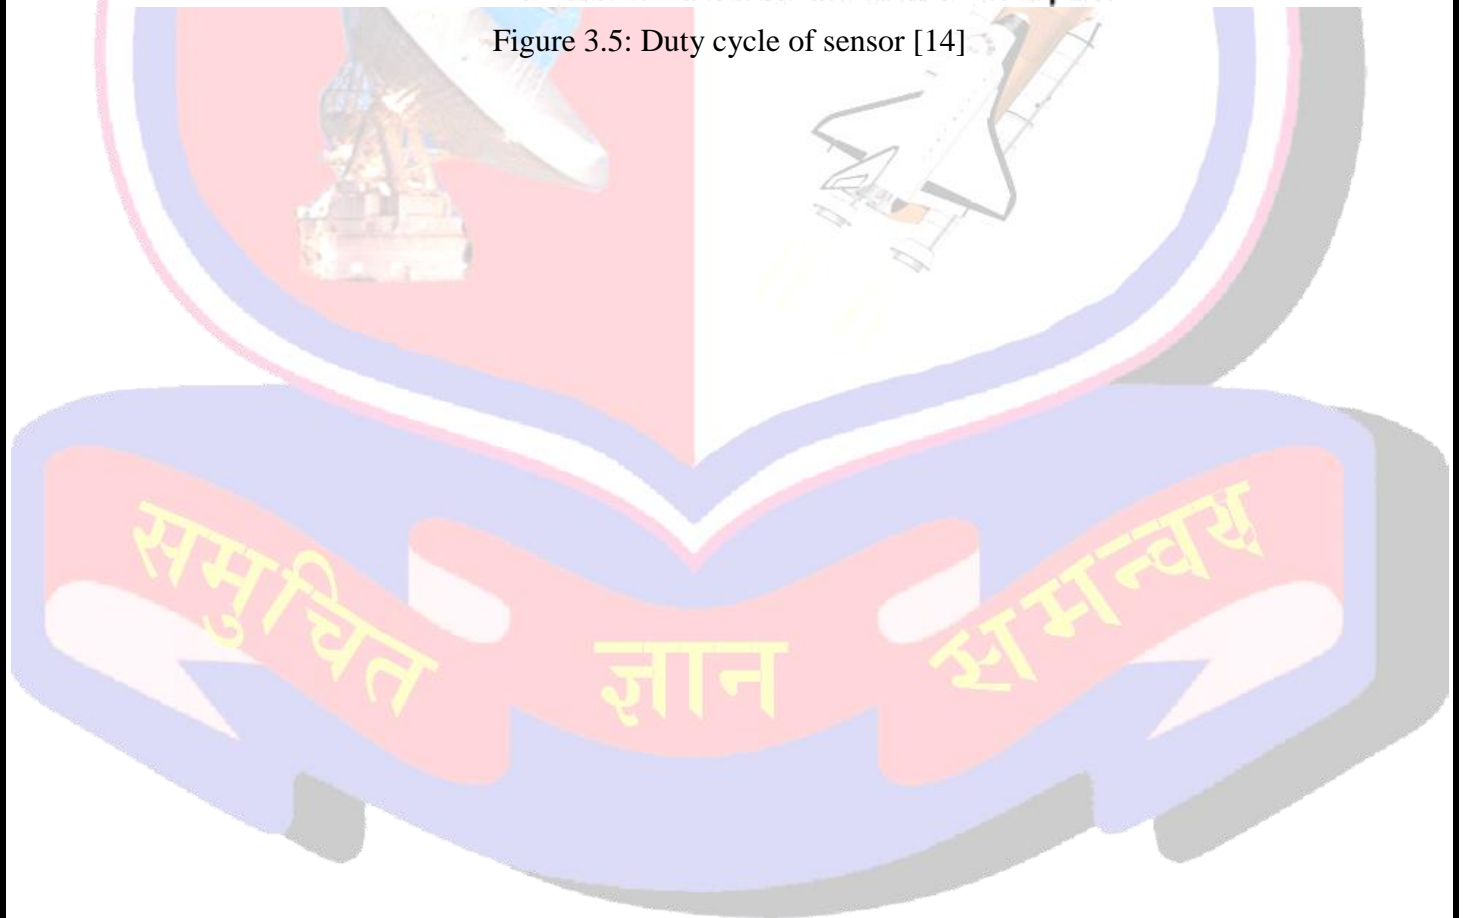 Figure 3.5: Duty cycle of sensor [14]
समुचित ज्ञान समन्वय